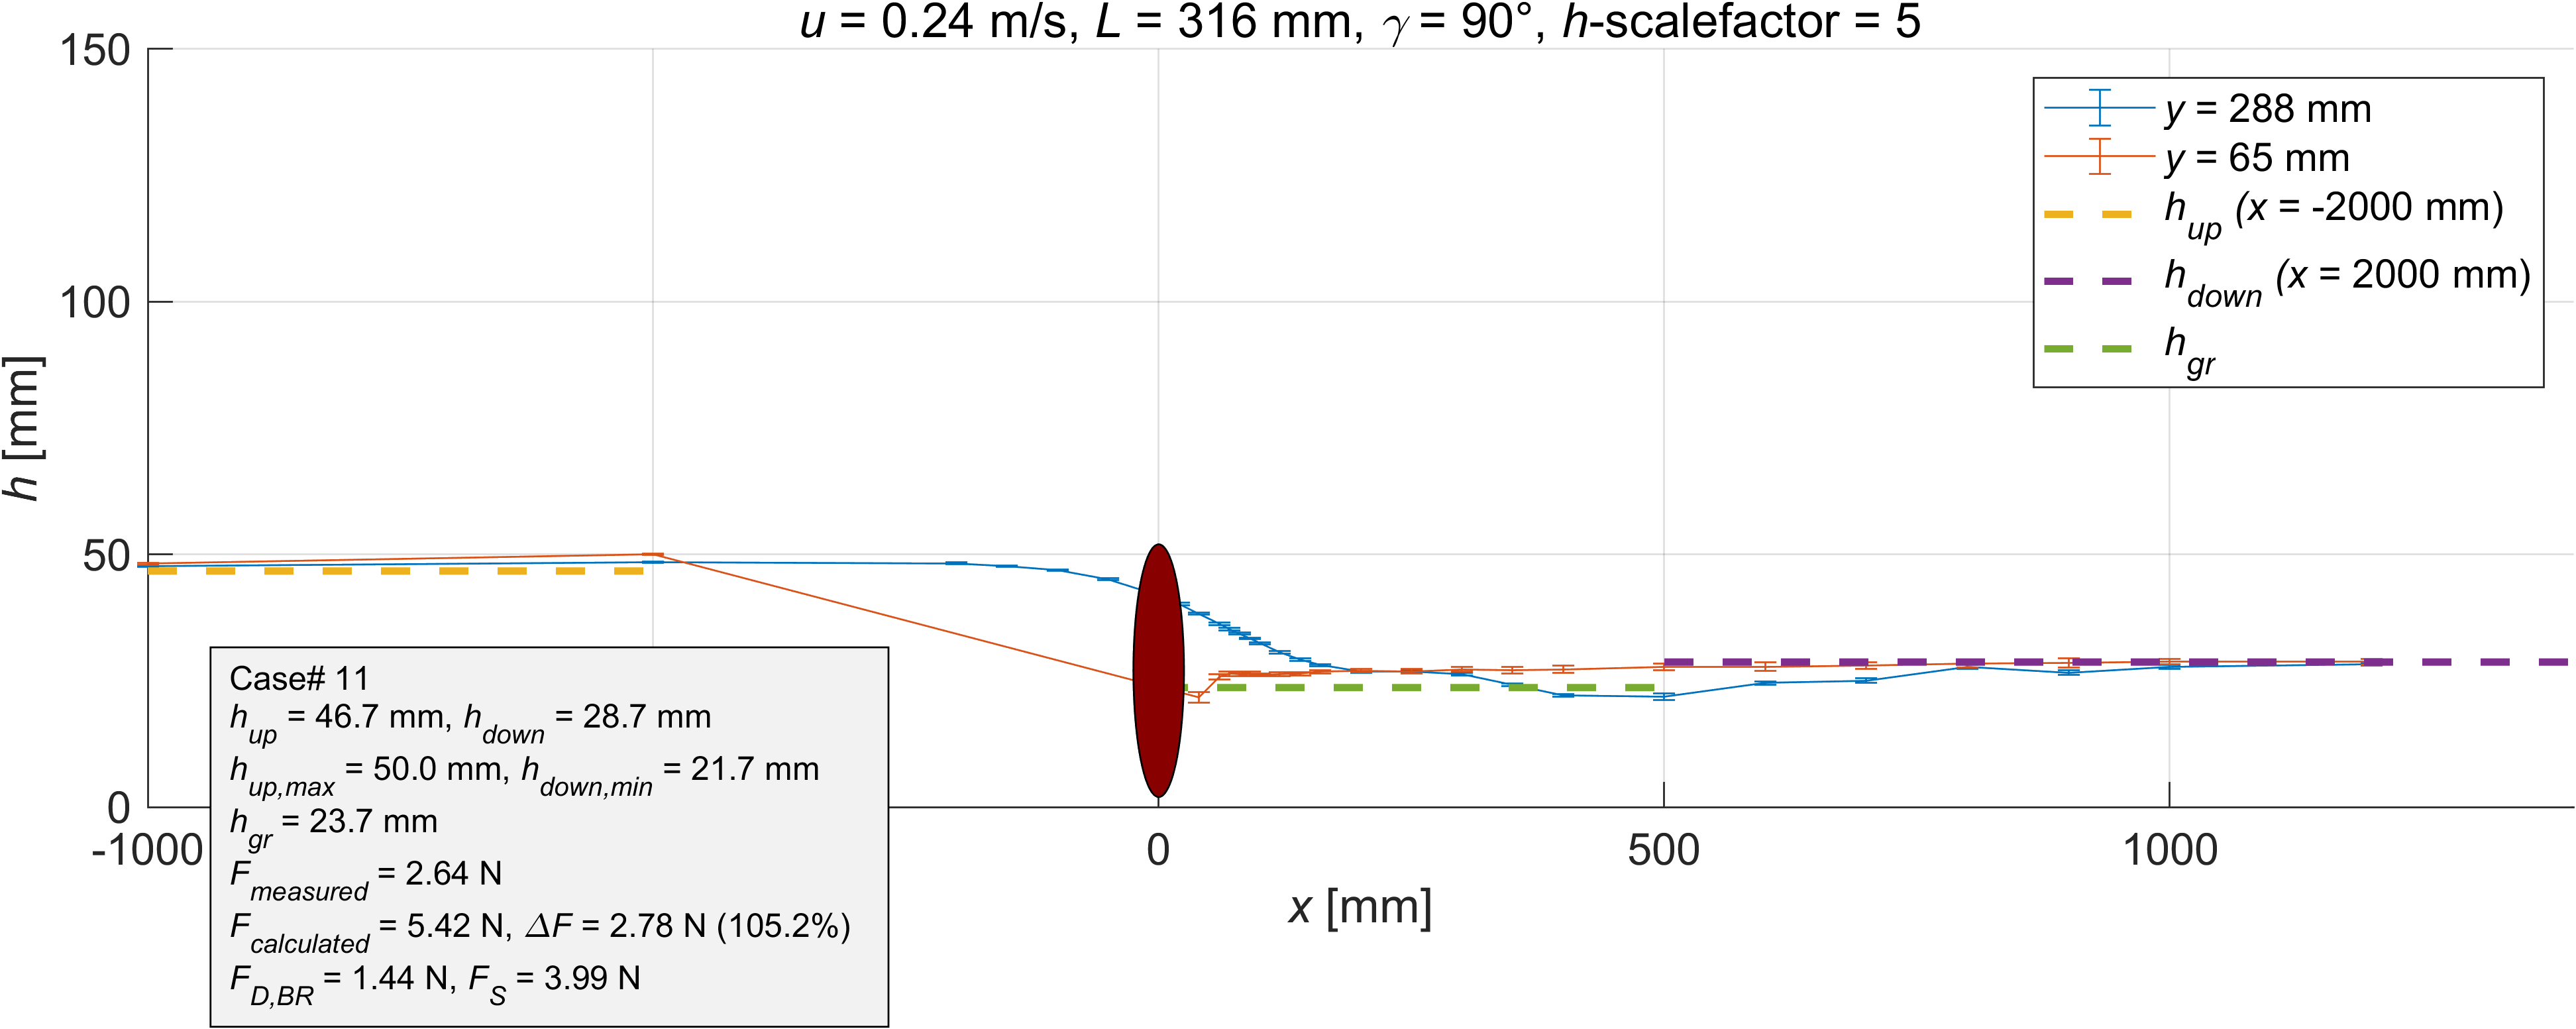 u = 0.24 m/s, L = 316 mm, γ = 90°, h-scalefactor = 5
150
100
50
0
h [mm]
-1000
0
500
1000
x [mm]
y = 288 mm
y = 65 mm
h_up (x = -2000 mm)
h_down (x = 2000 mm)
h_gr
Case# 11
h_up = 46.7 mm, h_down = 28.7 mm
h_up,max = 50.0 mm, h_down,min = 21.7 mm
h_gr = 23.7 mm
F_measured = 2.64 N
F_calculated = 5.42 N, ΔF = 2.78 N (105.2%)
F_D,BR = 1.44 N, F_S = 3.99 N